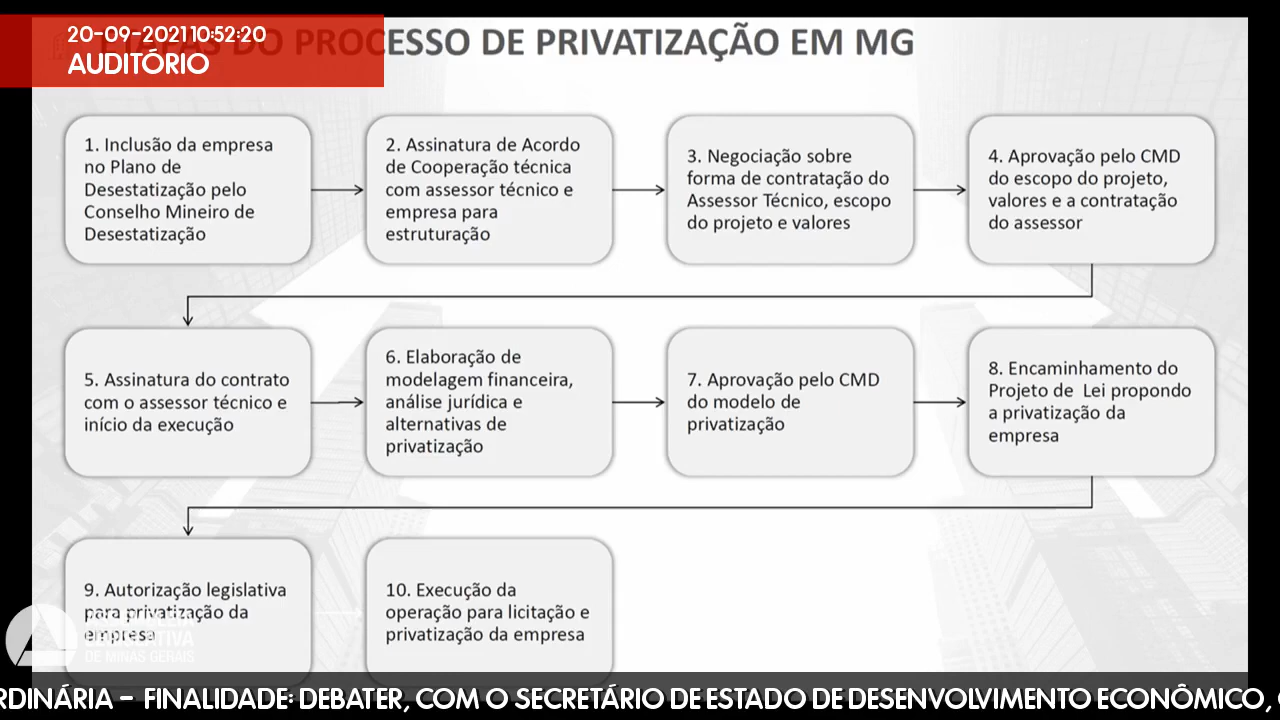 20-09-2021 10:52:20
AUDITÓRIO
DO PROCESSO DE PRIVATIZAÇÃO EM MG
1. Inclusão da empresa
no Plano de
Desestatização pelo
Conselho Mineiro de
Desestatização
2. Assinatura de Acordo
de Cooperação técnica
com assessor técnico e
empresa para
estruturação
3. Negociação sobre
forma de contratação do
Assessor Técnico, escopo
do projeto e valores
4. Aprovação pelo CMD
do escopo do projeto,
valores e a contratação
do assessor
5. Assinatura do contrato
com o assessor técnico e
início da execução
6. Elaboração de
modelagem financeira,
análise jurídica e
alternativas de
privatização
7. Aprovação pelo CMD
do modelo de
privatização
8. Encaminhamento do
Projeto de Lei propondo
a privatização da
empresa
9. Autorização legislativa
para privatização da
empresa
10. Execução da
operação para licitação e
privatização da empresa
ASSEMBLEIA
LEGISLATIVA
DE MINAS GERAIS
RDINÁRIA - FINALIDADE: DEBATER, COM O SECRETÁRIO DE ESTADO DE DESENVOLVIMENTO ECONÔMICO,